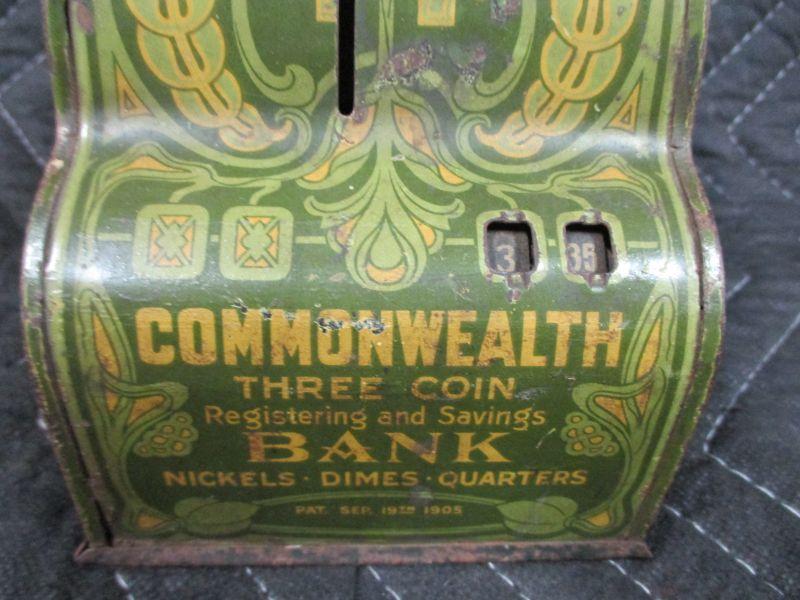 3 35
COMMONWEALTH
THREE COIN
Registering and Savings
BANK
NICKELS · DIMES · QUARTERS
PAT. SEP. 19TH 1905